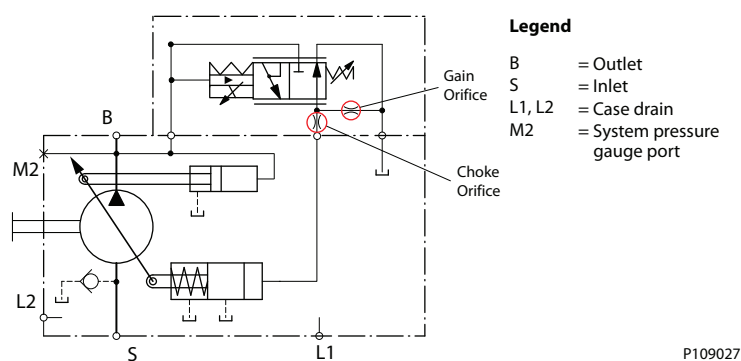 B
M2
L2
S
L1
Gain
Orifice
Choke
Orifice
Legend
B = Outlet
S = Inlet
L1, L2 = Case drain
M2 = System pressure
gauge port
P109027